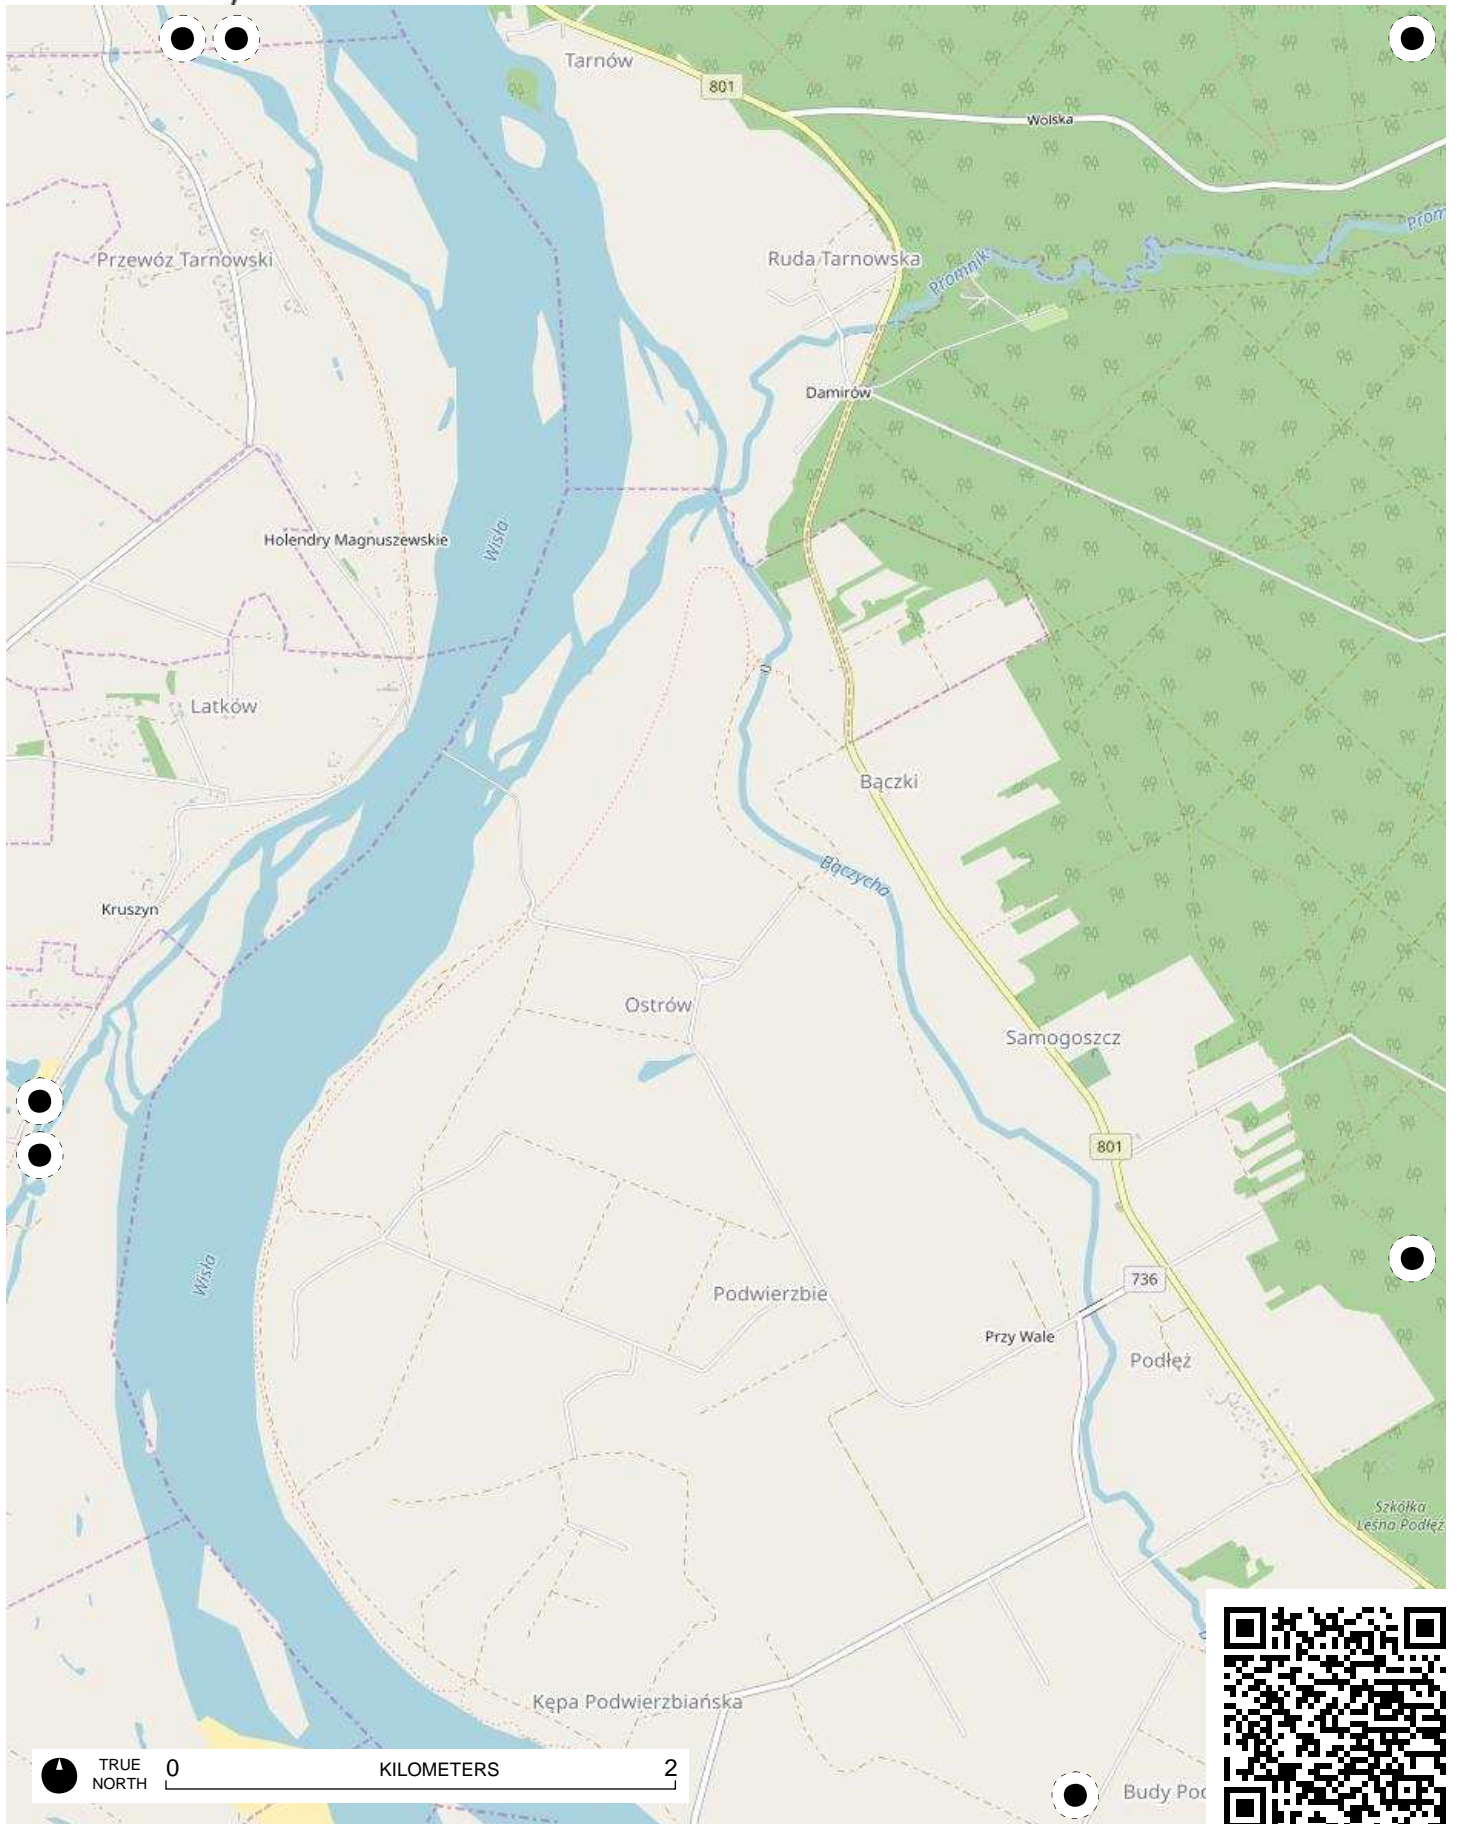 Tarnów
801
Wolska
Przewóz Tarnowski
Ruda Tarnowska
Promnik
Damirów
Holendry Magnuszewskie
Wisła
Latków
Bączki
Bączycha
Kruszyn
Ostrów
Samogoszcz
801
Wisła
736
Podwierzbie
Przy Wale
Podłęż
Szkółka
Leśna Podłęż
Kępa Podwierzbiańska
TRUE
NORTH
0
KILOMETERS
2
Budy